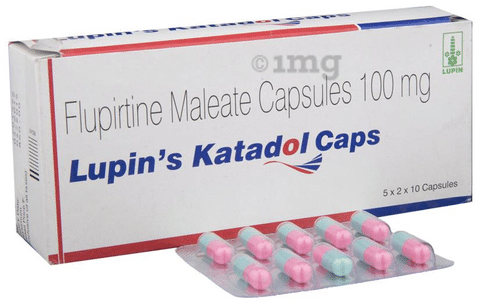 ©1mg
LUPIN
Flupirtine Maleate Capsules 100 mg
Lupin's Katadol Caps
5 x 2 x 10 Capsules